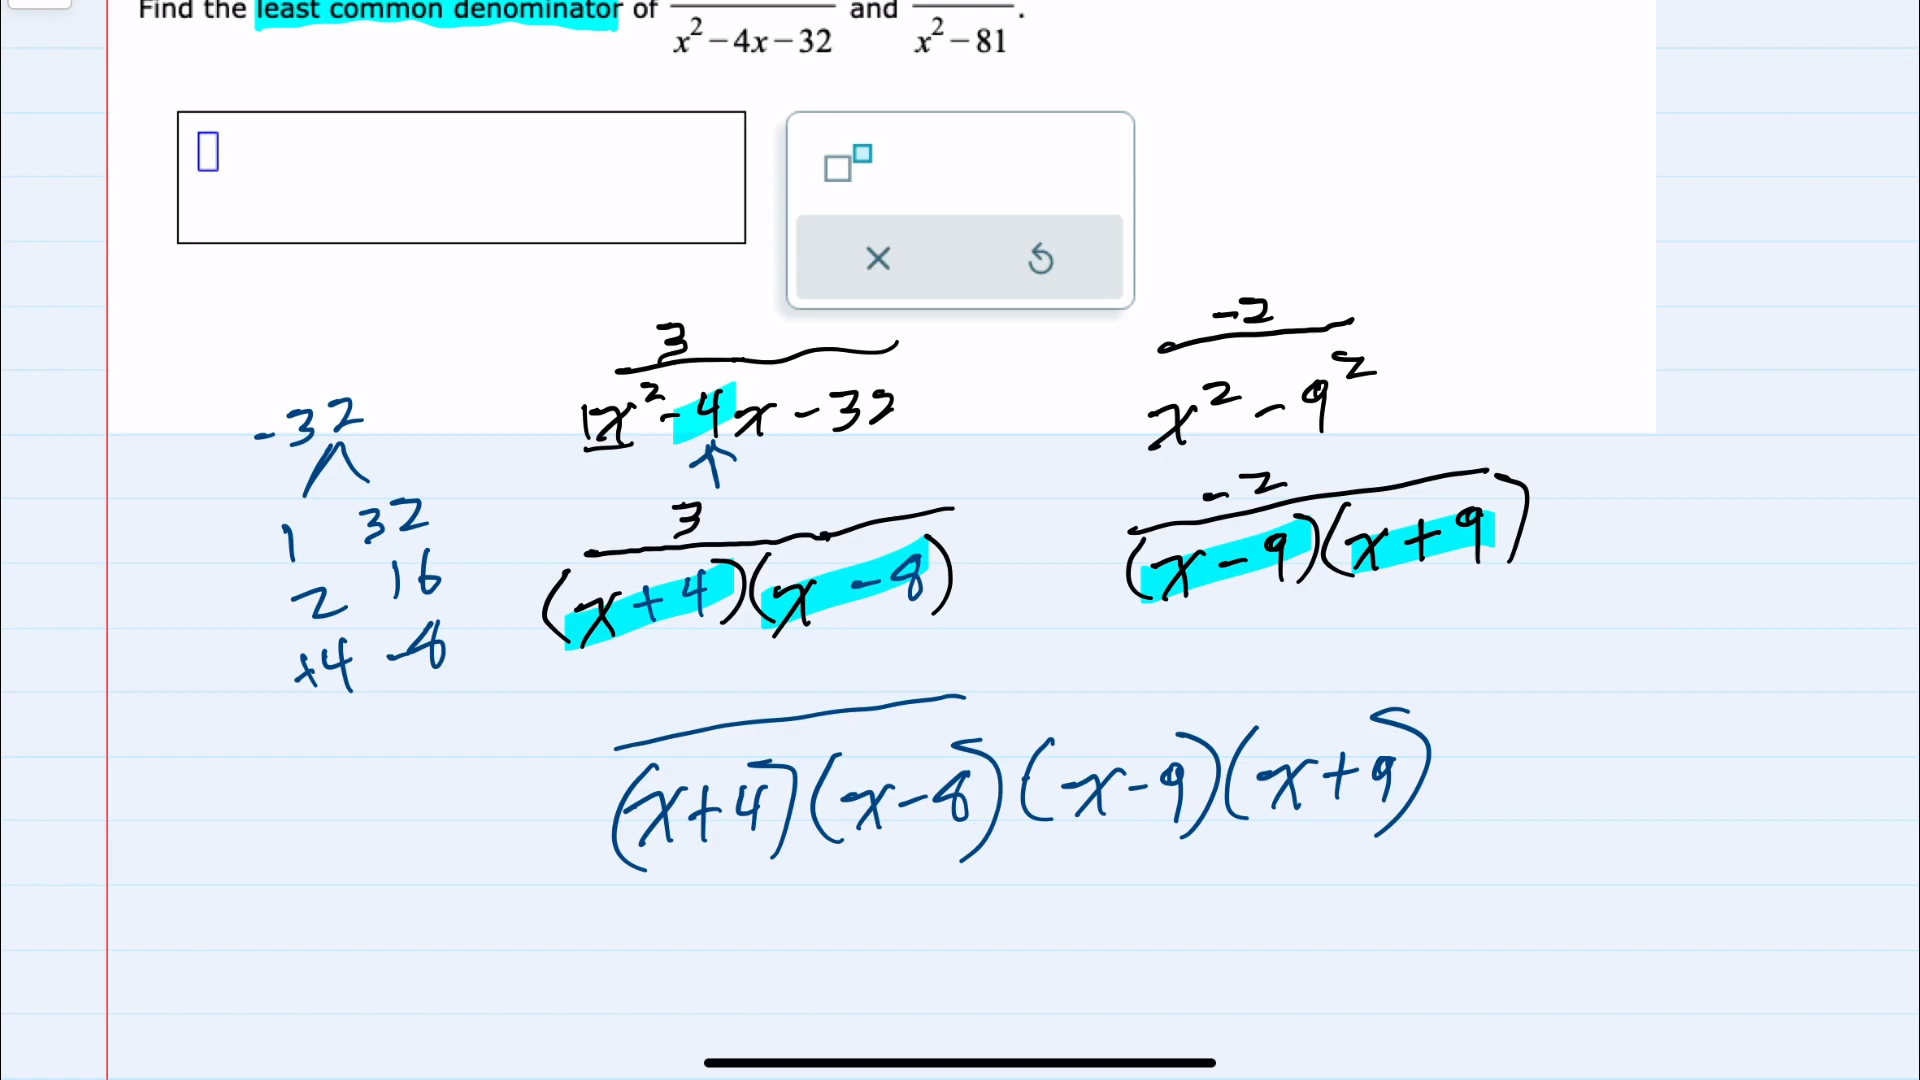 Find the least common denominator of x² − 4x − 32 and x² − 81 .
3
1x² - 4x - 32
-2
x² - 9²
-32
1 32
2 16
+4 -8
3
(x + 4)(x - 8)
-2
(x - 9)(x + 9)
(x+4)(x-8)(x-9)(x+9)